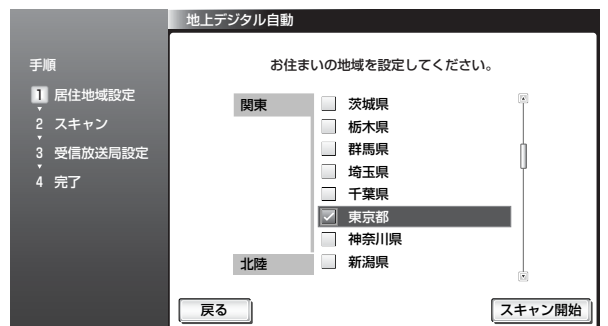 地上デジタル自動
手順
1 居住地域設定
2 スキャン
3 受信放送局設定
4 完了
お住まいの地域を設定してください。
関東
茨城県
栃木県
群馬県
埼玉県
千葉県
東京都
神奈川県
北陸
新潟県
戻る
スキャン開始